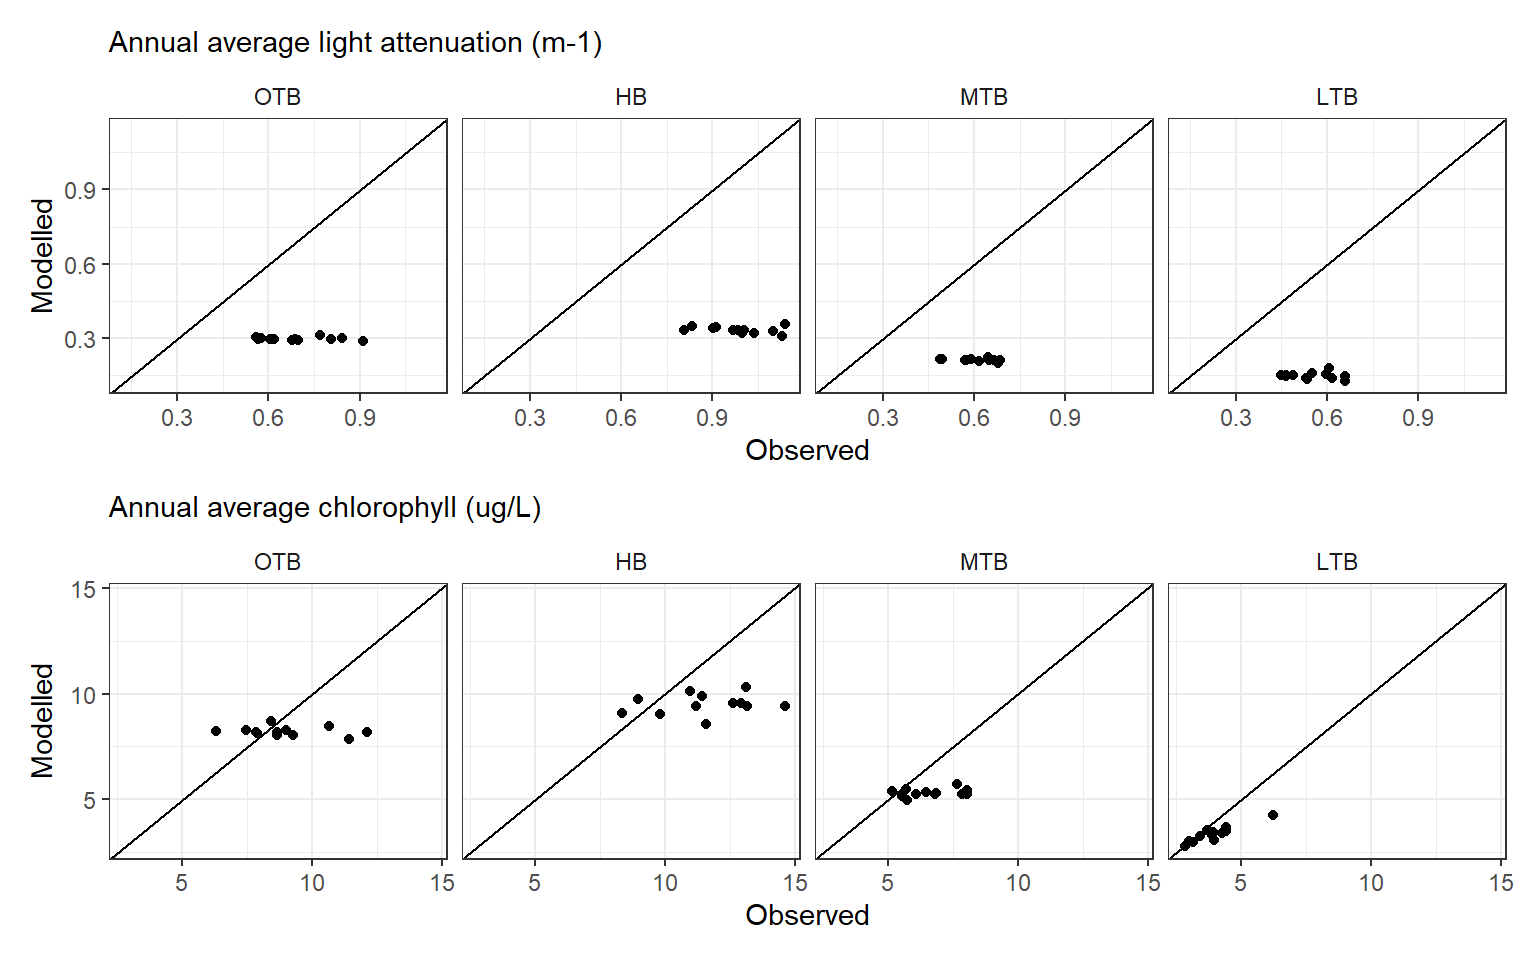 Annual average light attenuation (m-1)
OTB HB MTB LTB
0.9
0.6
0.3
Modelled
0.3 0.6 0.9 0.3 0.6 0.9 0.3 0.6 0.9 0.3 0.6 0.9
Observed
Annual average chlorophyll (ug/L)
OTB HB MTB LTB
15
10
5
Modelled
5 10 15 5 10 15 5 10 15 5 10 15
Observed